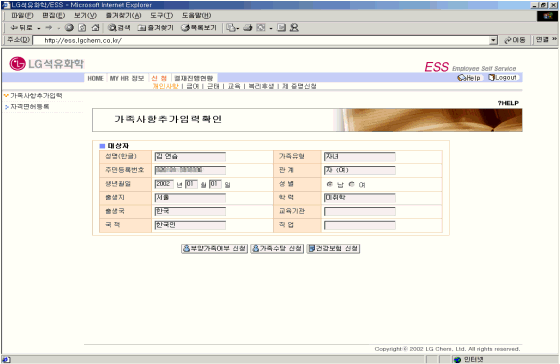 LG석유화학/ESS - Microsoft Internet Explorer
파일(F) 편집(E) 보기(V) 즐겨찾기(A) 도구(T) 도움말(H)
뒤로 검색 즐겨찾기 목록보기
주소(D) http://ess.lgchem.co.kr/ 이동 연결 »
LG석유화학
ESS Employee Self Service
HOME MY HR 정보 신 청 결재진행현황 Help Logout
개인사항 | 급여 | 근태 | 교육 | 복리후생 | 제 증명신청
가족사항추가입력
자격면허등록
?HELP
가족사항추가입력확인
대상자
성명(한글) 김 연습 가족유형 자녀
주민등록번호 관 계 자 (여)
생년월일 2002 년 01 월 01 일 성 별 남 여
출생지 서울 학 력 미취학
출생국 한국 교육기관
국 적 한국인 직 업
부양가족여부 신청 가족수당 신청 건강보험 신청
Copyright© 2002 LG Chem, Ltd. All rights reserved.
인터넷